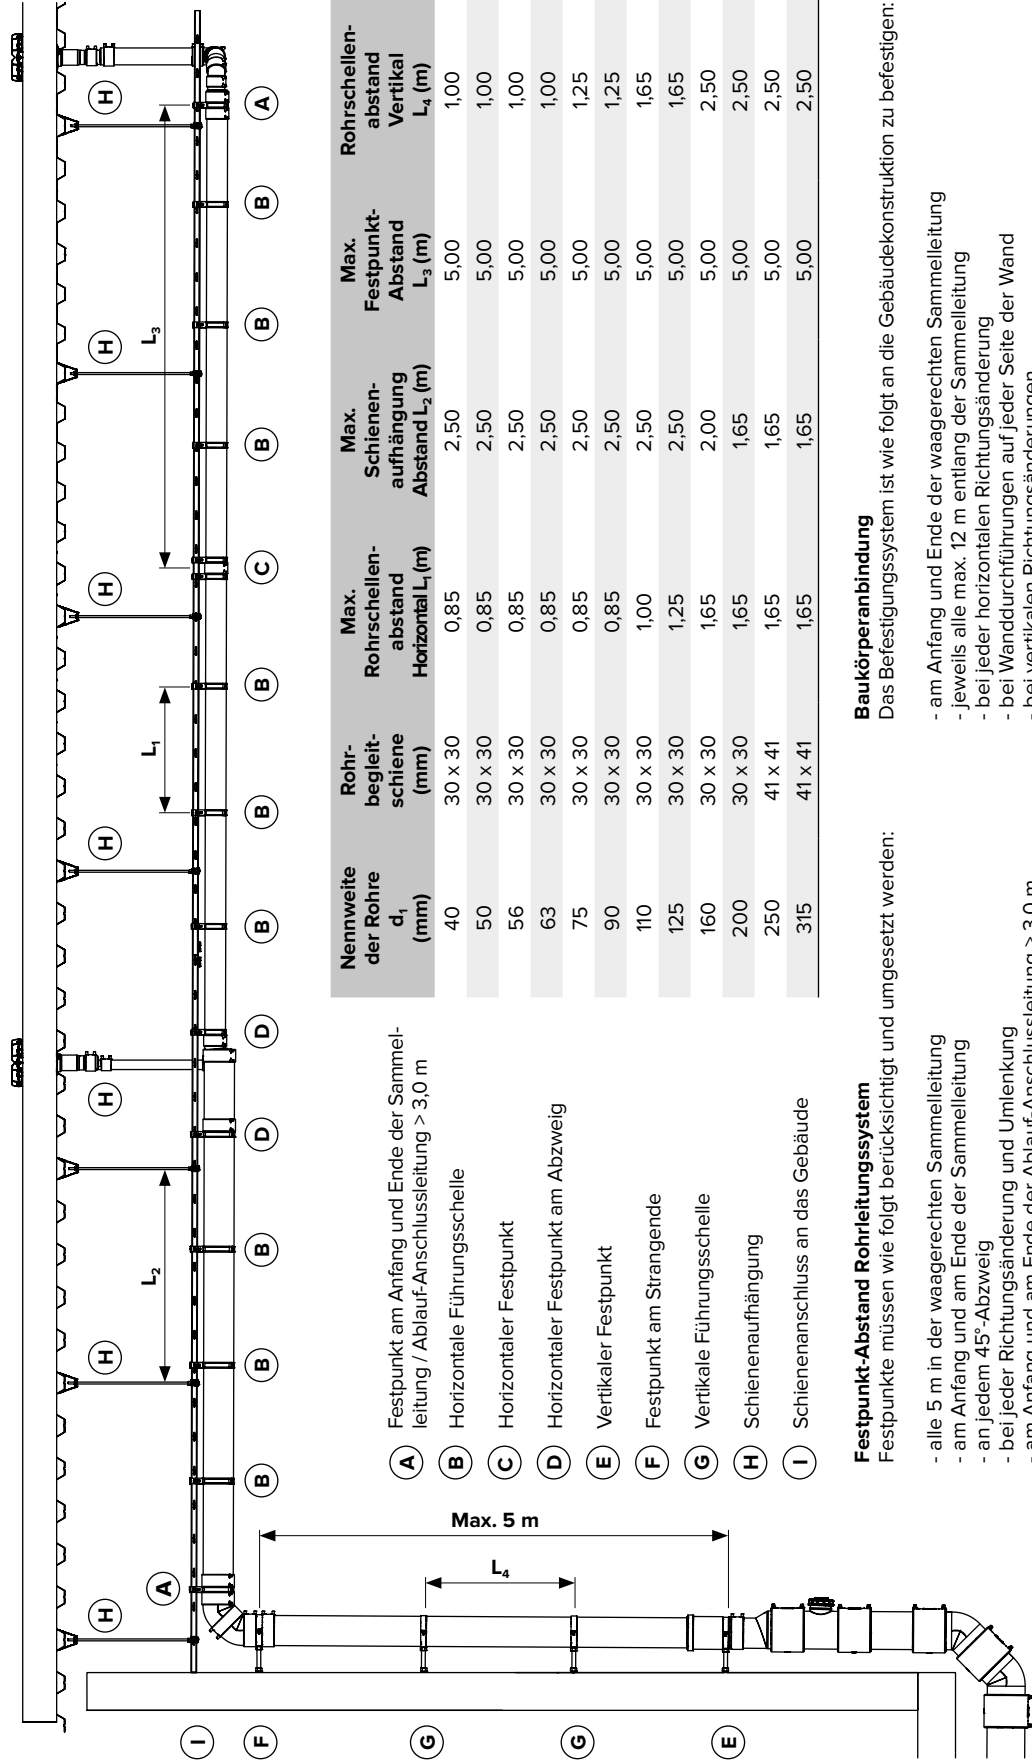 H
H
H
H
H
H
H
A
L₂
L₁
L₃
I
F
B
B
B
D
D
B
B
B
C
B
B
B
A
G
G
E
Max. 5 m
L₄
A Festpunkt am Anfang und Ende der Sammel-
leitung / Ablauf-Anschlussleitung > 3,0 m
B Horizontale Führungsschelle
C Horizontaler Festpunkt
D Horizontaler Festpunkt am Abzweig
E Vertikaler Festpunkt
F Festpunkt am Strangende
G Vertikale Führungsschelle
H Schienenaufhängung
I Schienenanschluss an das Gebäude
Nennweite der Rohre d₁ (mm) Rohr-begleit-schiene (mm) Max. Rohrschellen-abstand Horizontal L₁ (m) Max. Schienen-aufhängung Abstand L₂ (m) Max. Festpunkt-Abstand L₃ (m) Rohrschellen-abstand Vertikal L₄ (m)
40 30 x 30 0,85 2,50 5,00 1,00
50 30 x 30 0,85 2,50 5,00 1,00
56 30 x 30 0,85 2,50 5,00 1,00
63 30 x 30 0,85 2,50 5,00 1,00
75 30 x 30 0,85 2,50 5,00 1,25
90 30 x 30 0,85 2,50 5,00 1,25
110 30 x 30 1,00 2,50 5,00 1,65
125 30 x 30 1,25 2,50 5,00 1,65
160 30 x 30 1,65 2,00 5,00 2,50
200 30 x 30 1,65 1,65 5,00 2,50
250 41 x 41 1,65 1,65 5,00 2,50
315 41 x 41 1,65 1,65 5,00 2,50
Festpunkt-Abstand Rohrleitungssystem
Festpunkte müssen wie folgt berücksichtigt und umgesetzt werden:
- alle 5 m in der waagerechten Sammelleitung
- am Anfang und am Ende der Sammelleitung
- an jedem 45°-Abzweig
- bei jeder Richtungsänderung und Umlenkung
- am Anfang und am Ende der Ablauf-Anschlussleitung > 3,0 m
Baukörperanbindung
Das Befestigungssystem ist wie folgt an die Gebäudekonstruktion zu befestigen:
- am Anfang und Ende der waagerechten Sammelleitung
- jeweils alle max. 12 m entlang der Sammelleitung
- bei jeder horizontalen Richtungsänderung
- bei Wanddurchführungen auf jeder Seite der Wand
- bei vertikalen Richtungsänderungen